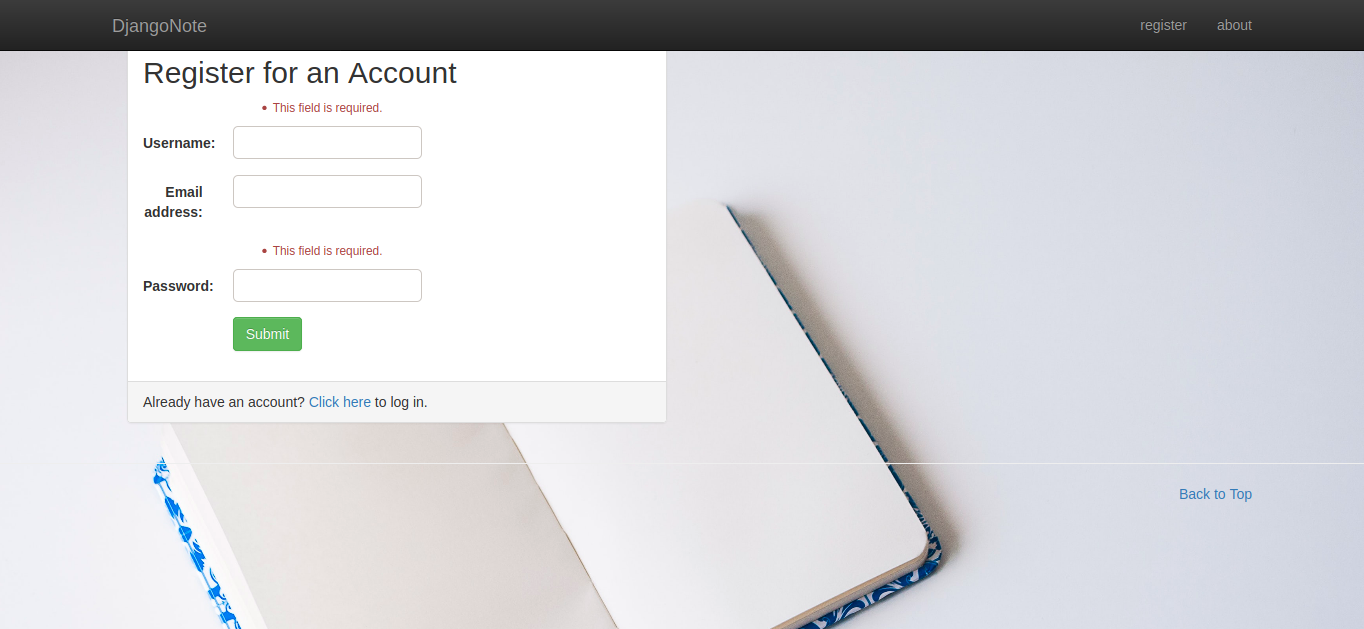 DjangoNote register about
Register for an Account
• This field is required.
Username:
Email
address:
• This field is required.
Password:
Submit
Already have an account? Click here to log in.
Back to Top